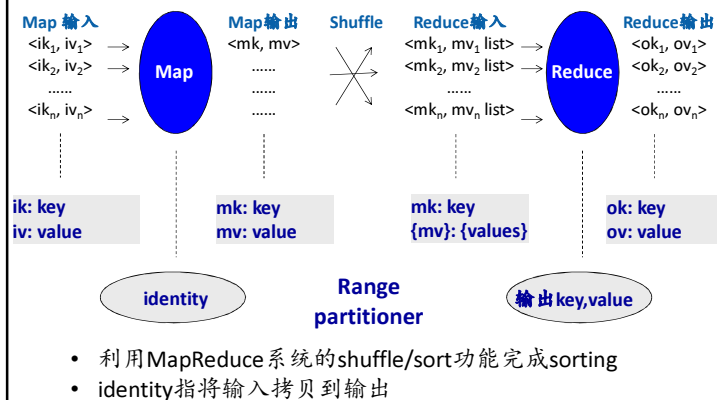 Map 输入 Map输出 Shuffle Reduce输入 Reduce输出
<ik1, iv1> <mk, mv> <mk1, mv1 list> <ok1, ov1>
<ik2, iv2> ...... <mk2, mv2 list> <ok2, ov2>
Map Reduce
...... ...... ...... ......
<ikn, ivn> ...... <mkn, mvn list> <okn, ovn>
ik: key mk: key mk: key ok: key
iv: value mv: value {mv}: {values} ov: value
identity Range partitioner 输出key,value
• 利用MapReduce系统的shuffle/sort功能完成sorting
• identity指将输入拷贝到输出